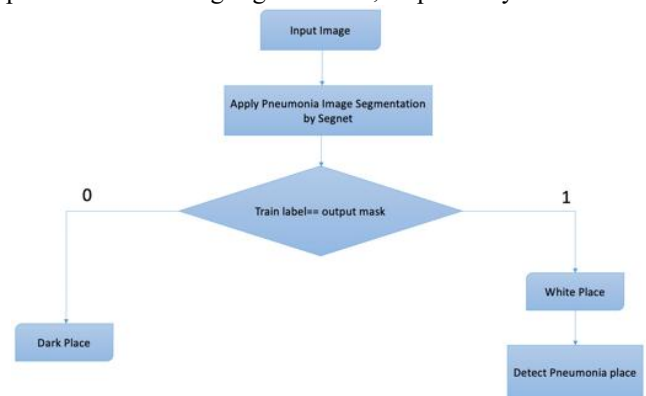 Input Image
Apply Pneumonia Image Segmentation
by Segnet
0
Train label== output mask
1
White Place
Dark Place
Detect Pneumonia place